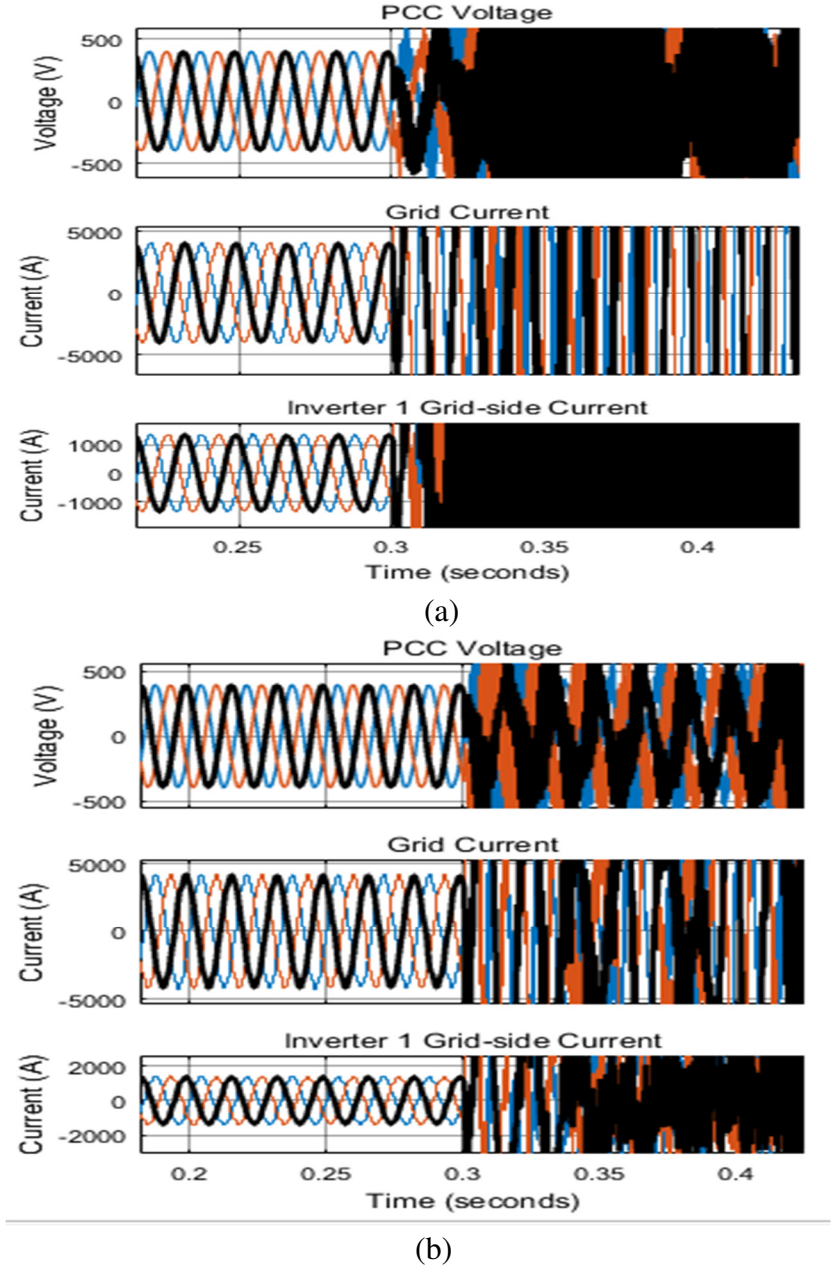 PCC Voltage
Voltage (V)
500
0
-500
Grid Current
Current (A)
5000
0
-5000
Inverter 1 Grid-side Current
Current (A)
1000
0
-1000
0.25 0.3 0.35 0.4
Time (seconds)
(a)
PCC Voltage
Voltage (V)
500
0
-500
Grid Current
Current (A)
5000
0
-5000
Inverter 1 Grid-side Current
Current (A)
2000
0
-2000
0.2 0.25 0.3 0.35 0.4
Time (seconds)
(b)